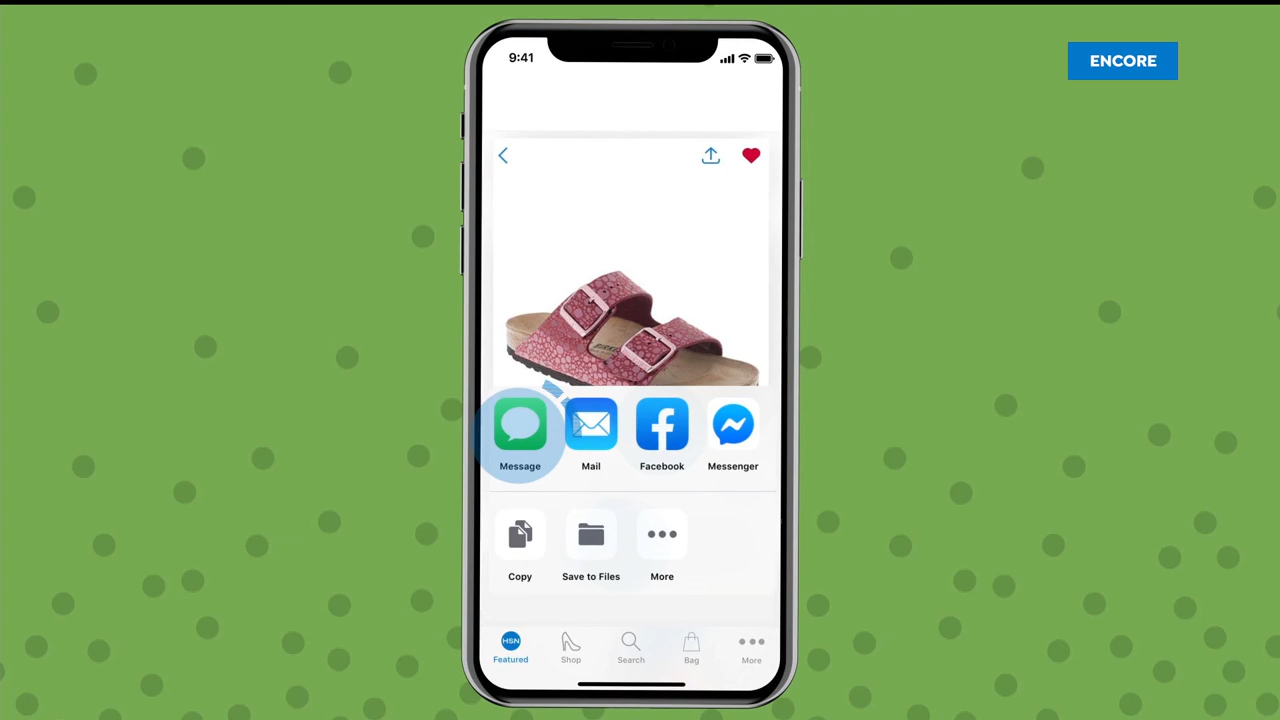 9:41
ENCORE
Message Mail Facebook Messenger
Copy Save to Files More
HSN
Featured Shop Search Bag More